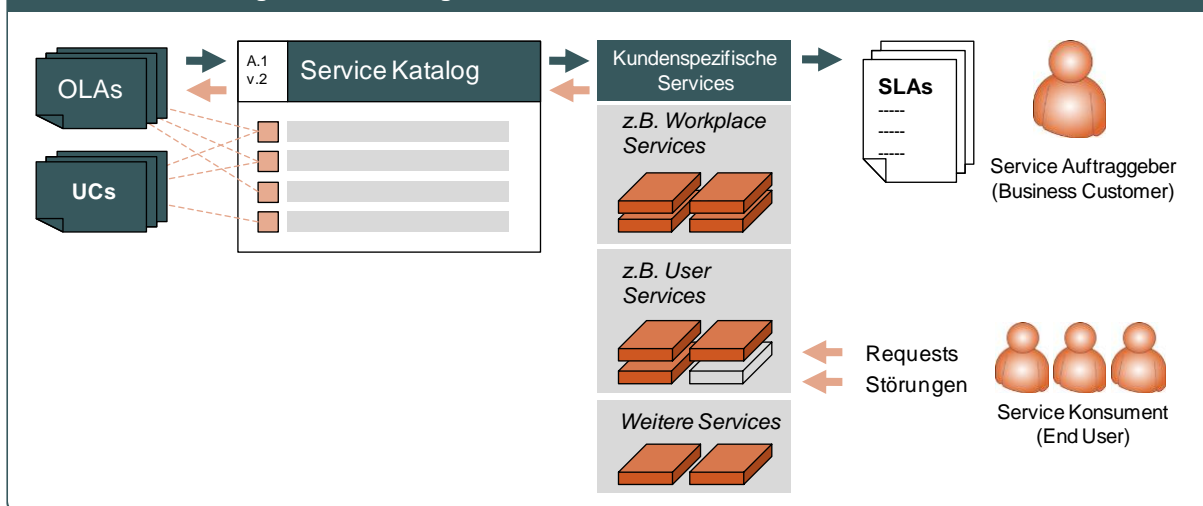 OLAs
UCs
A.1
v.2
Service Katalog
Kundenspezifische
Services
z.B. Workplace
Services
z.B. User
Services
Weitere Services
SLAs
-----
-----
-----
Service Auftraggeber
(Business Customer)
Requests
Störungen
Service Konsument
(End User)